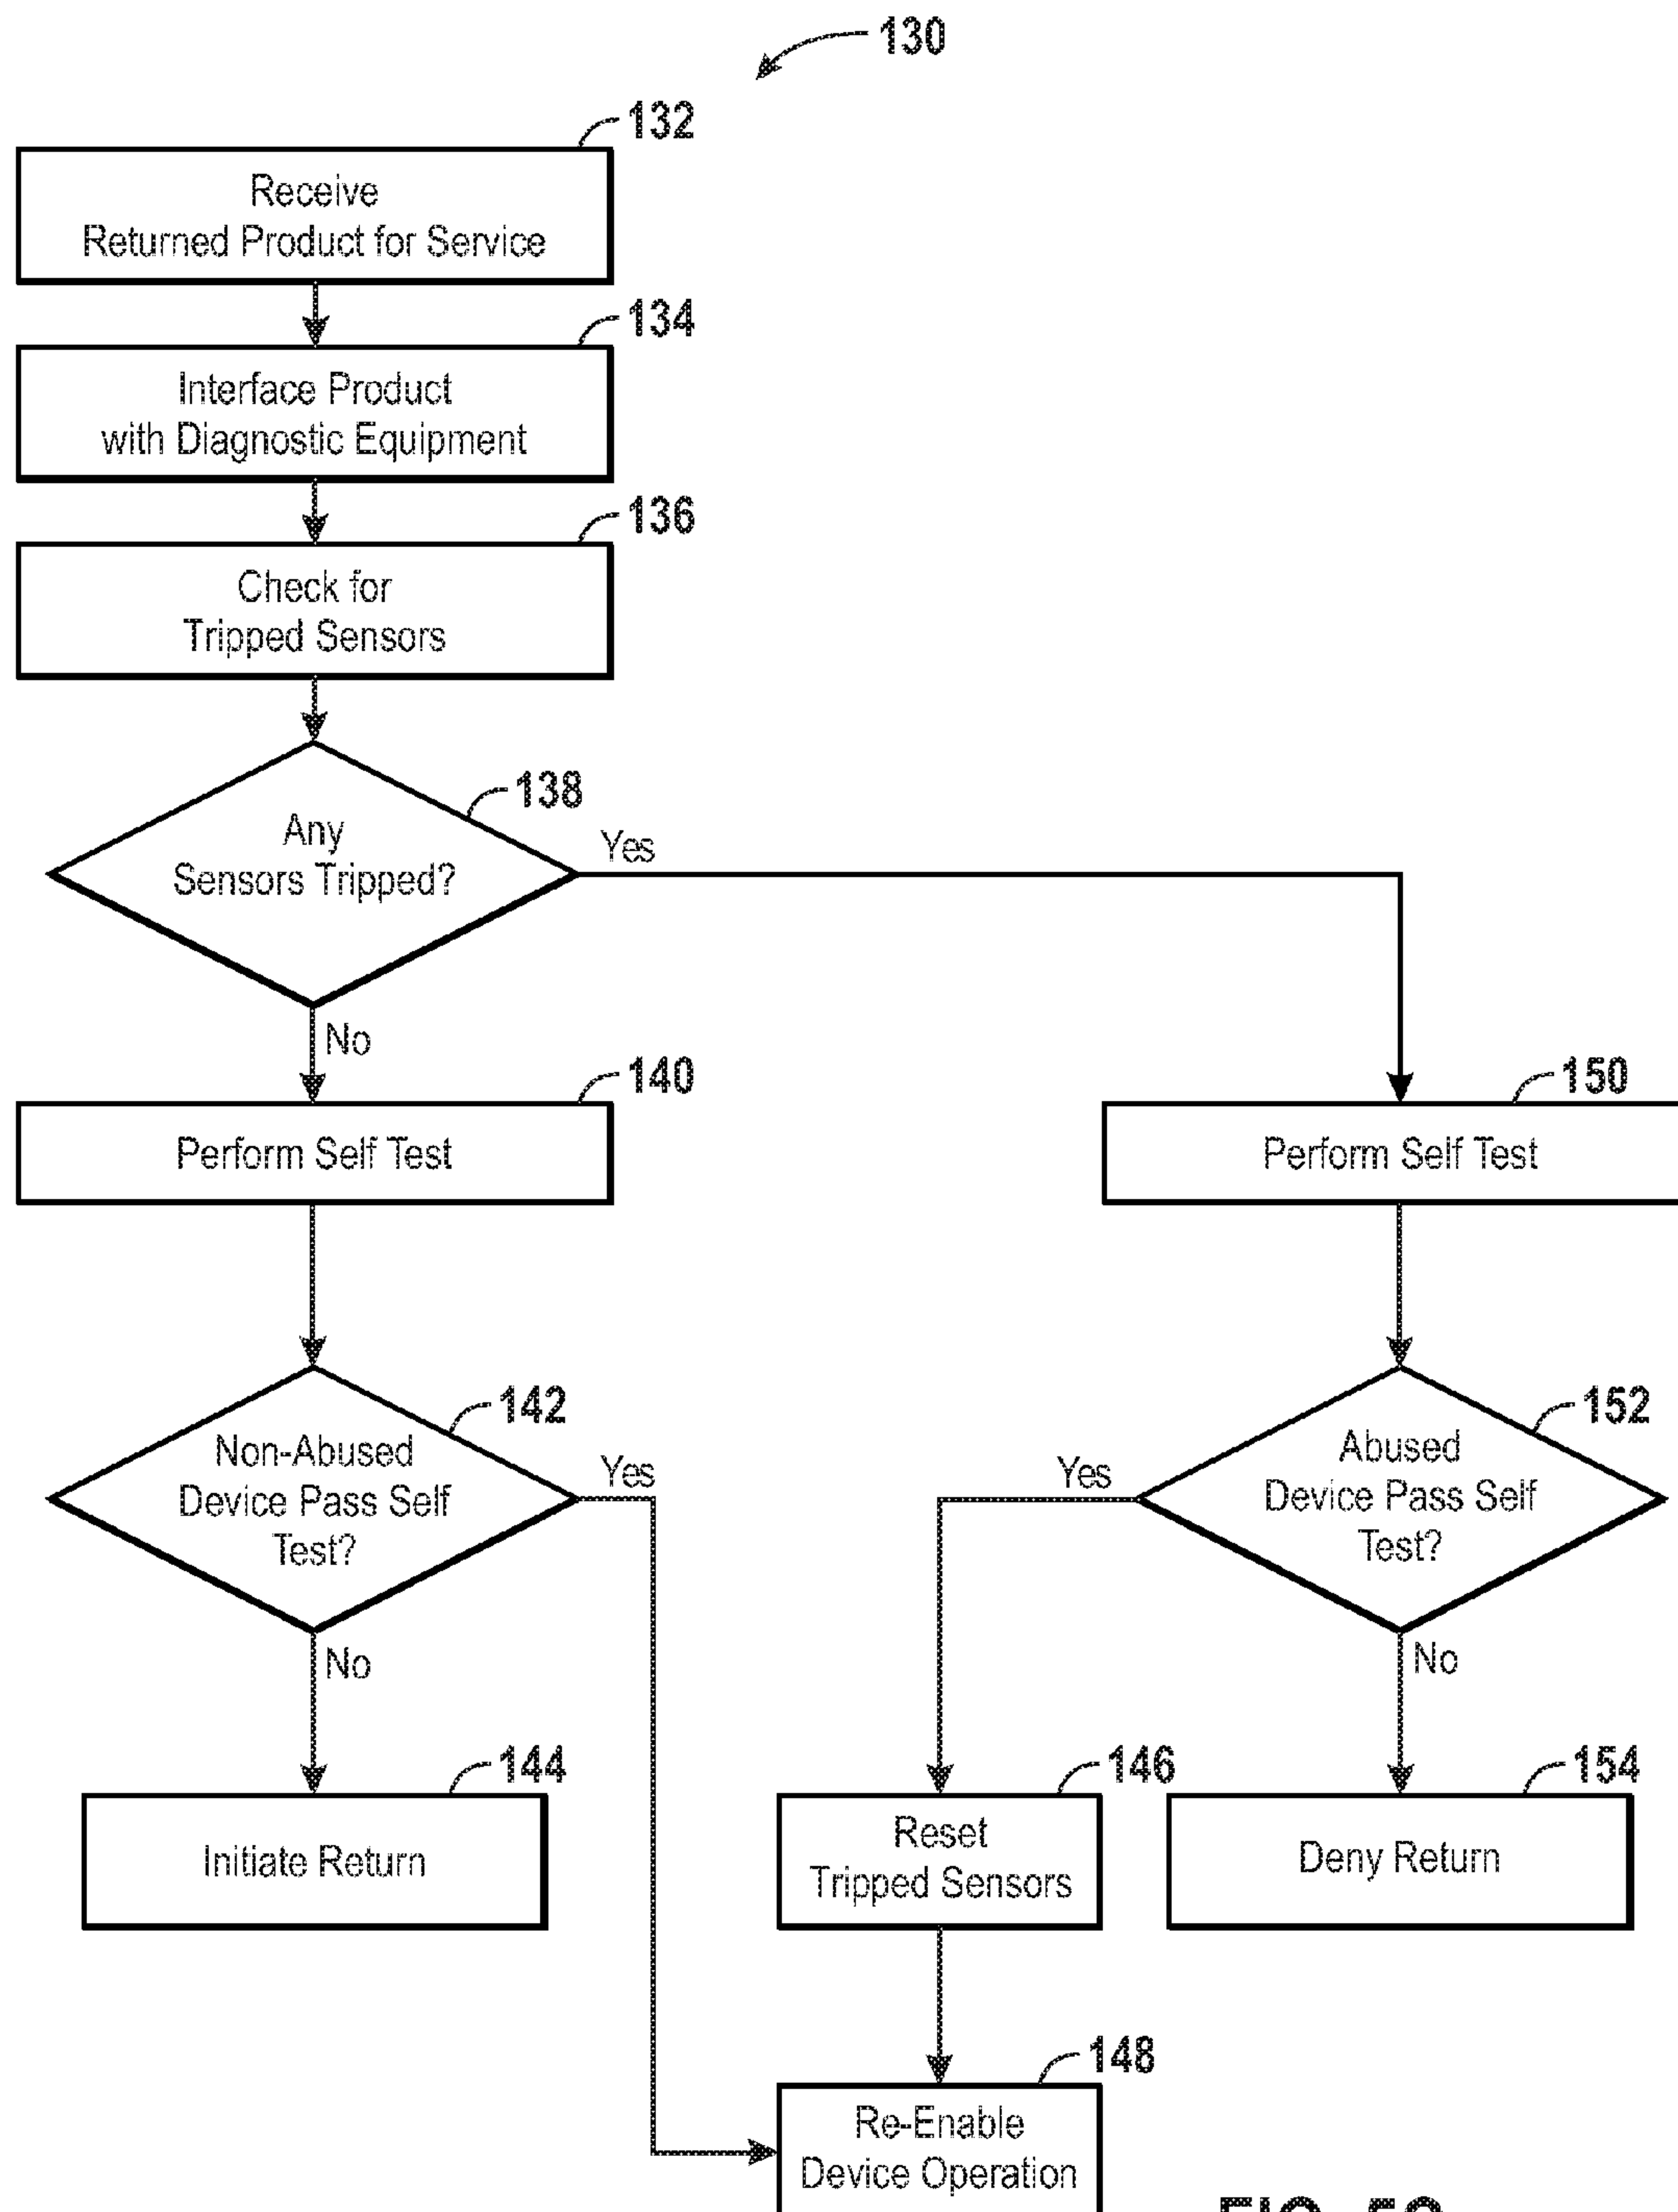 130
132
Receive
Returned Product for Service
134
Interface Product
with Diagnostic Equipment
136
Check for
Tripped Sensors
138
Any
Sensors Tripped?
Yes
No
140
Perform Self Test
150
Perform Self Test
142
Non-Abused
Device Pass Self
Test?
Yes
No
152
Abused
Device Pass Self
Test?
Yes
No
144
Initiate Return
146
Reset
Tripped Sensors
154
Deny Return
148
Re-Enable
Device Operation
FIG.